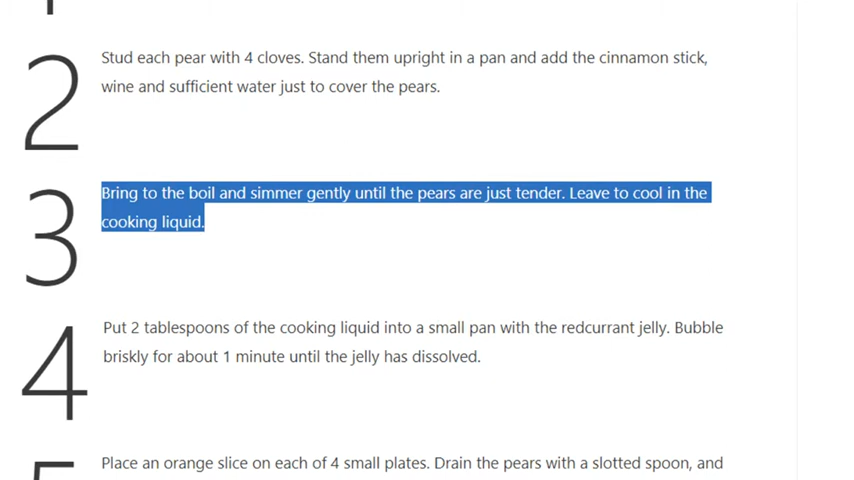 2
Stud each pear with 4 cloves. Stand them upright in a pan and add the cinnamon stick,
wine and sufficient water just to cover the pears.
3
Bring to the boil and simmer gently until the pears are just tender. Leave to cool in the
cooking liquid.
4
Put 2 tablespoons of the cooking liquid into a small pan with the redcurrant jelly. Bubble
briskly for about 1 minute until the jelly has dissolved.
Place an orange slice on each of 4 small plates. Drain the pears with a slotted spoon, and